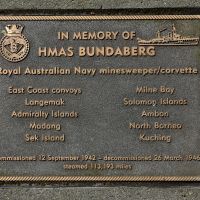 IN MEMORY OF
HMAS BUNDABERG
Royal Australian Navy minesweeper/corvette
East Coast convoys
Milne Bay
Langemak
Solomon Islands
Admiralty Islands
Ambon
Madang
North Borneo
Sek Island
Kuching
commissioned 12 September 1942 - decommissioned 26 March 1946
steamed 113,193 miles